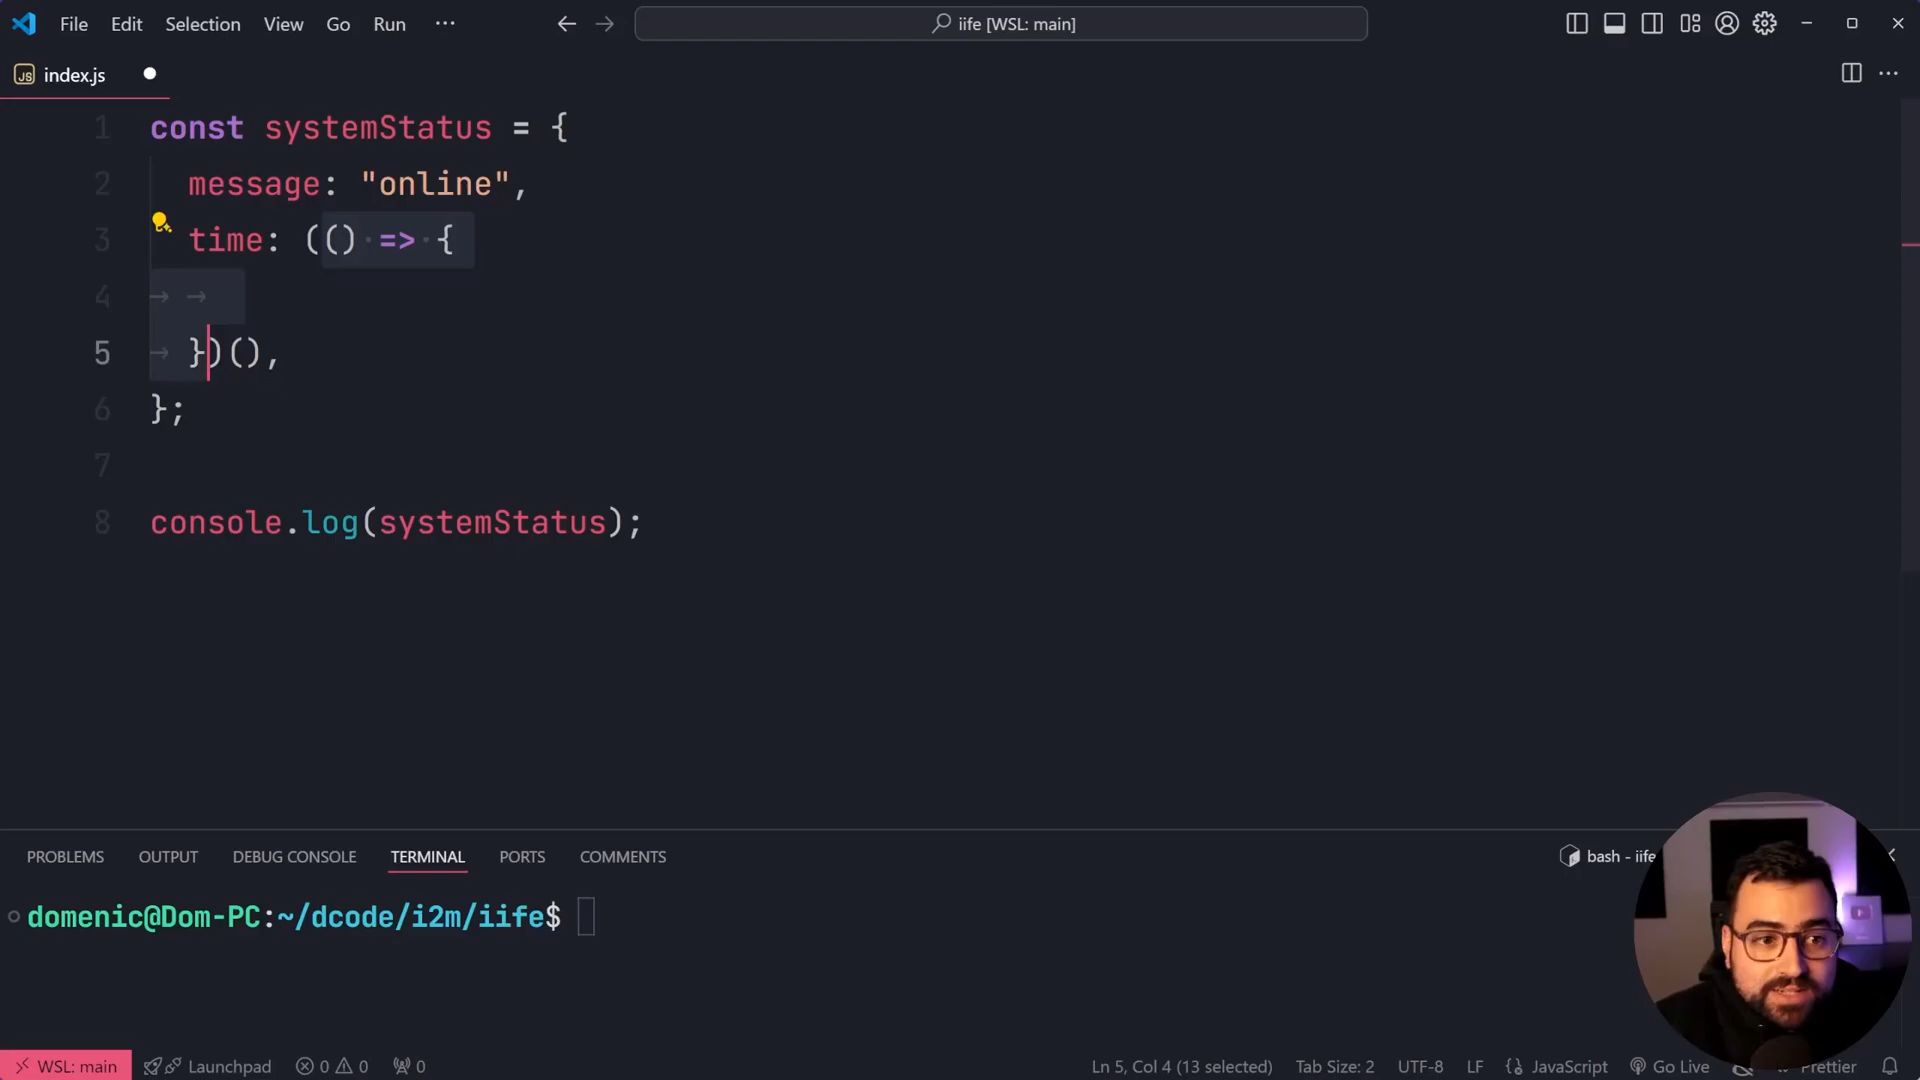 File Edit Selection View Go Run ··· ← → iife [WSL: main]
JS index.js
1 const systemStatus = {
2 message: "online",
3 time: (() => {
4
5 })(),
6 };
7
8 console.log(systemStatus);
PROBLEMS OUTPUT DEBUG CONSOLE TERMINAL PORTS COMMENTS bash - iife
domenic@Dom-PC:~/dcode/i2m/iife$
WSL: main Launchpad 0 0 0 Ln 5, Col 4 (13 selected) Tab Size: 2 UTF-8 LF {} JavaScript Go Live Prettier